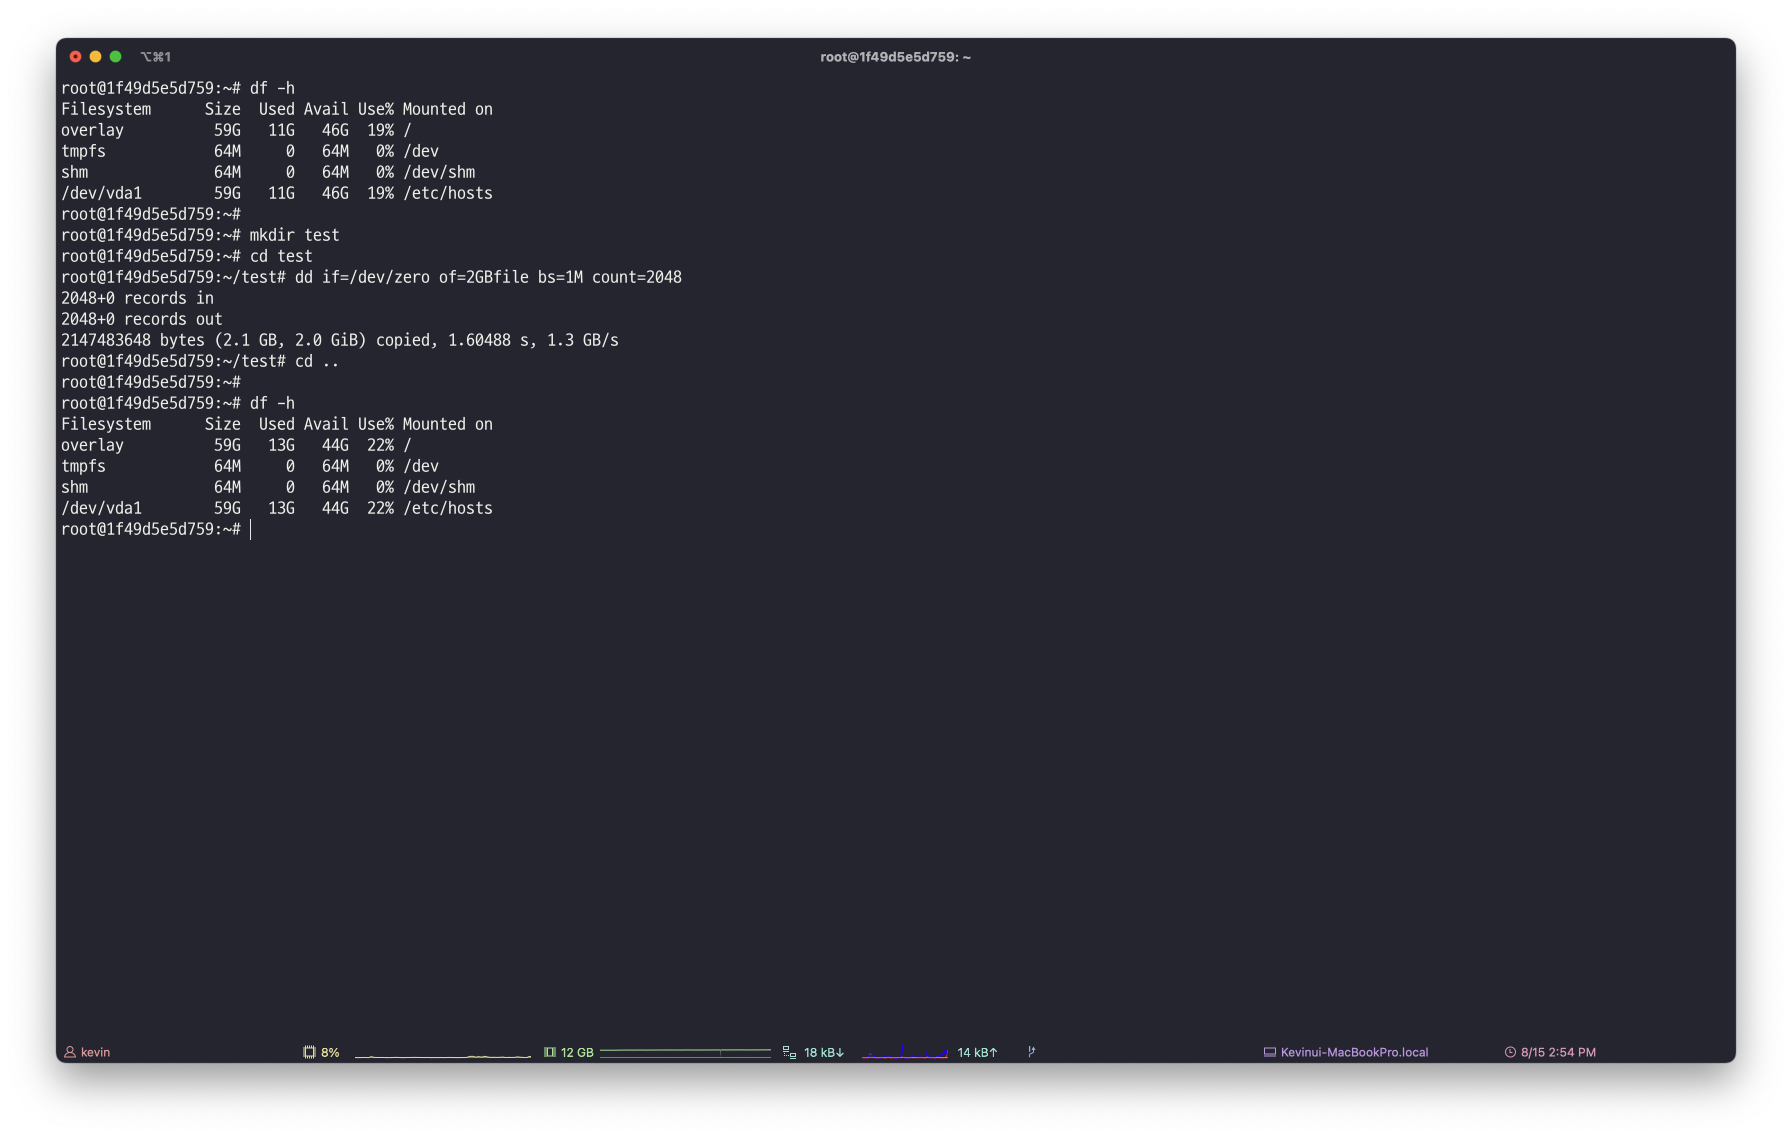 ⌥⌘1
root@1f49d5e5d759: ~
root@1f49d5e5d759:~# df -h
Filesystem      Size  Used Avail Use% Mounted on
overlay          59G   11G   46G  19% /
tmpfs            64M     0   64M   0% /dev
shm              64M     0   64M   0% /dev/shm
/dev/vda1        59G   11G   46G  19% /etc/hosts
root@1f49d5e5d759:~#
root@1f49d5e5d759:~# mkdir test
root@1f49d5e5d759:~# cd test
root@1f49d5e5d759:~/test# dd if=/dev/zero of=2GBfile bs=1M count=2048
2048+0 records in
2048+0 records out
2147483648 bytes (2.1 GB, 2.0 GiB) copied, 1.60488 s, 1.3 GB/s
root@1f49d5e5d759:~/test# cd ..
root@1f49d5e5d759:~#
root@1f49d5e5d759:~# df -h
Filesystem      Size  Used Avail Use% Mounted on
overlay          59G   13G   44G  22% /
tmpfs            64M     0   64M   0% /dev
shm              64M     0   64M   0% /dev/shm
/dev/vda1        59G   13G   44G  22% /etc/hosts
root@1f49d5e5d759:~#
kevin 8% 12 GB 18 kB↓ 14 kB↑ Kevinui-MacBookPro.local 8/15 2:54 PM